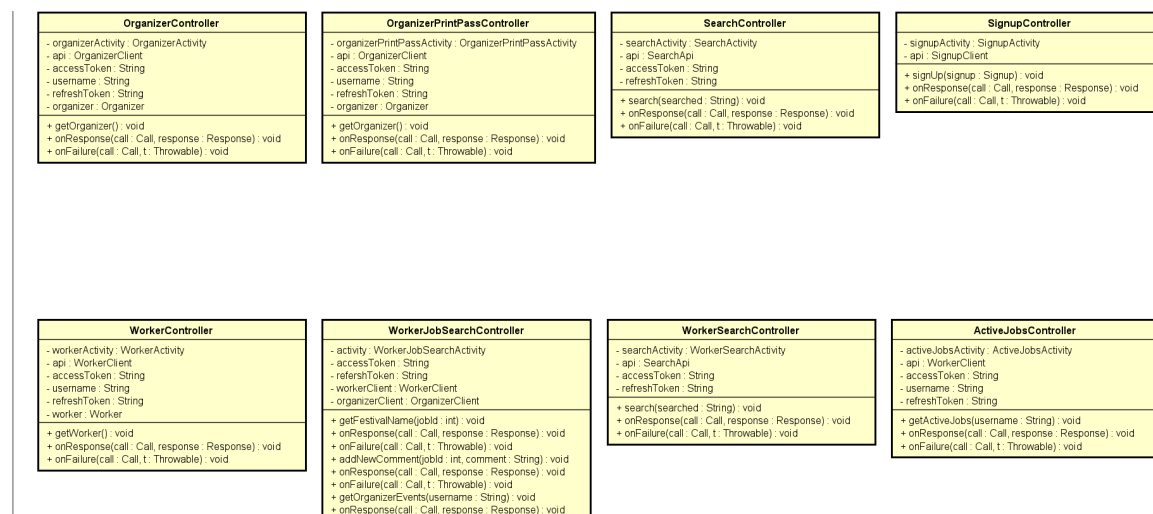 OrganizerController
- organizerActivity : OrganizerActivity
- api : OrganizerClient
- accessToken : String
- username : String
- refreshToken : String
- organizer : Organizer
+ getOrganizer() : void
+ onResponse(call : Call, response : Response) : void
+ onFailure(call : Call, t : Throwable) : void
OrganizerPrintPassController
- organizerPrintPassActivity : OrganizerPrintPassActivity
- api : OrganizerClient
- accessToken : String
- username : String
- refreshToken : String
- organizer : Organizer
+ getOrganizer() : void
+ onResponse(call : Call, response : Response) : void
+ onFailure(call : Call, t : Throwable) : void
SearchController
- searchActivity : SearchActivity
- api : SearchApi
- accessToken : String
- refreshToken : String
+ search(searched : String) : void
+ onResponse(call : Call, response : Response) : void
+ onFailure(call : Call, t : Throwable) : void
SignupController
- signupActivity : SignupActivity
- api : SignupClient
+ signUp(signup : Signup) : void
+ onResponse(call : Call, response : Response) : void
+ onFailure(call : Call, t : Throwable) : void
WorkerController
- workerActivity : WorkerActivity
- api : WorkerClient
- accessToken : String
- username : String
- refreshToken : String
- worker : Worker
+ getWorker() : void
+ onResponse(call : Call, response : Response) : void
+ onFailure(call : Call, t : Throwable) : void
WorkerJobSearchController
- activity : WorkerJobSearchActivity
- accessToken : String
- refershToken : String
- workerClient : WorkerClient
- organizerClient : OrganizerClient
+ getFestivalName(jobId : int) : void
+ onResponse(call : Call, response : Response) : void
+ onFailure(call : Call, t : Throwable) : void
+ addNewComment(jobId : int, comment : String) : void
+ onResponse(call : Call, response : Response) : void
+ onFailure(call : Call, t : Throwable) : void
+ getOrganizerEvents(username : String) : void
+ onResponse(call : Call, response : Response) : void
WorkerSearchController
- searchActivity : WorkerSearchActivity
- api : SearchApi
- accessToken : String
- refreshToken : String
+ search(searched : String) : void
+ onResponse(call : Call, response : Response) : void
+ onFailure(call : Call, t : Throwable) : void
ActiveJobsController
- activeJobsActivity : ActiveJobsActivity
- api : WorkerClient
- accessToken : String
- username : String
- refreshToken : String
+ getActiveJobs(username : String) : void
+ onResponse(call : Call, response : Response) : void
+ onFailure(call : Call, t : Throwable) : void